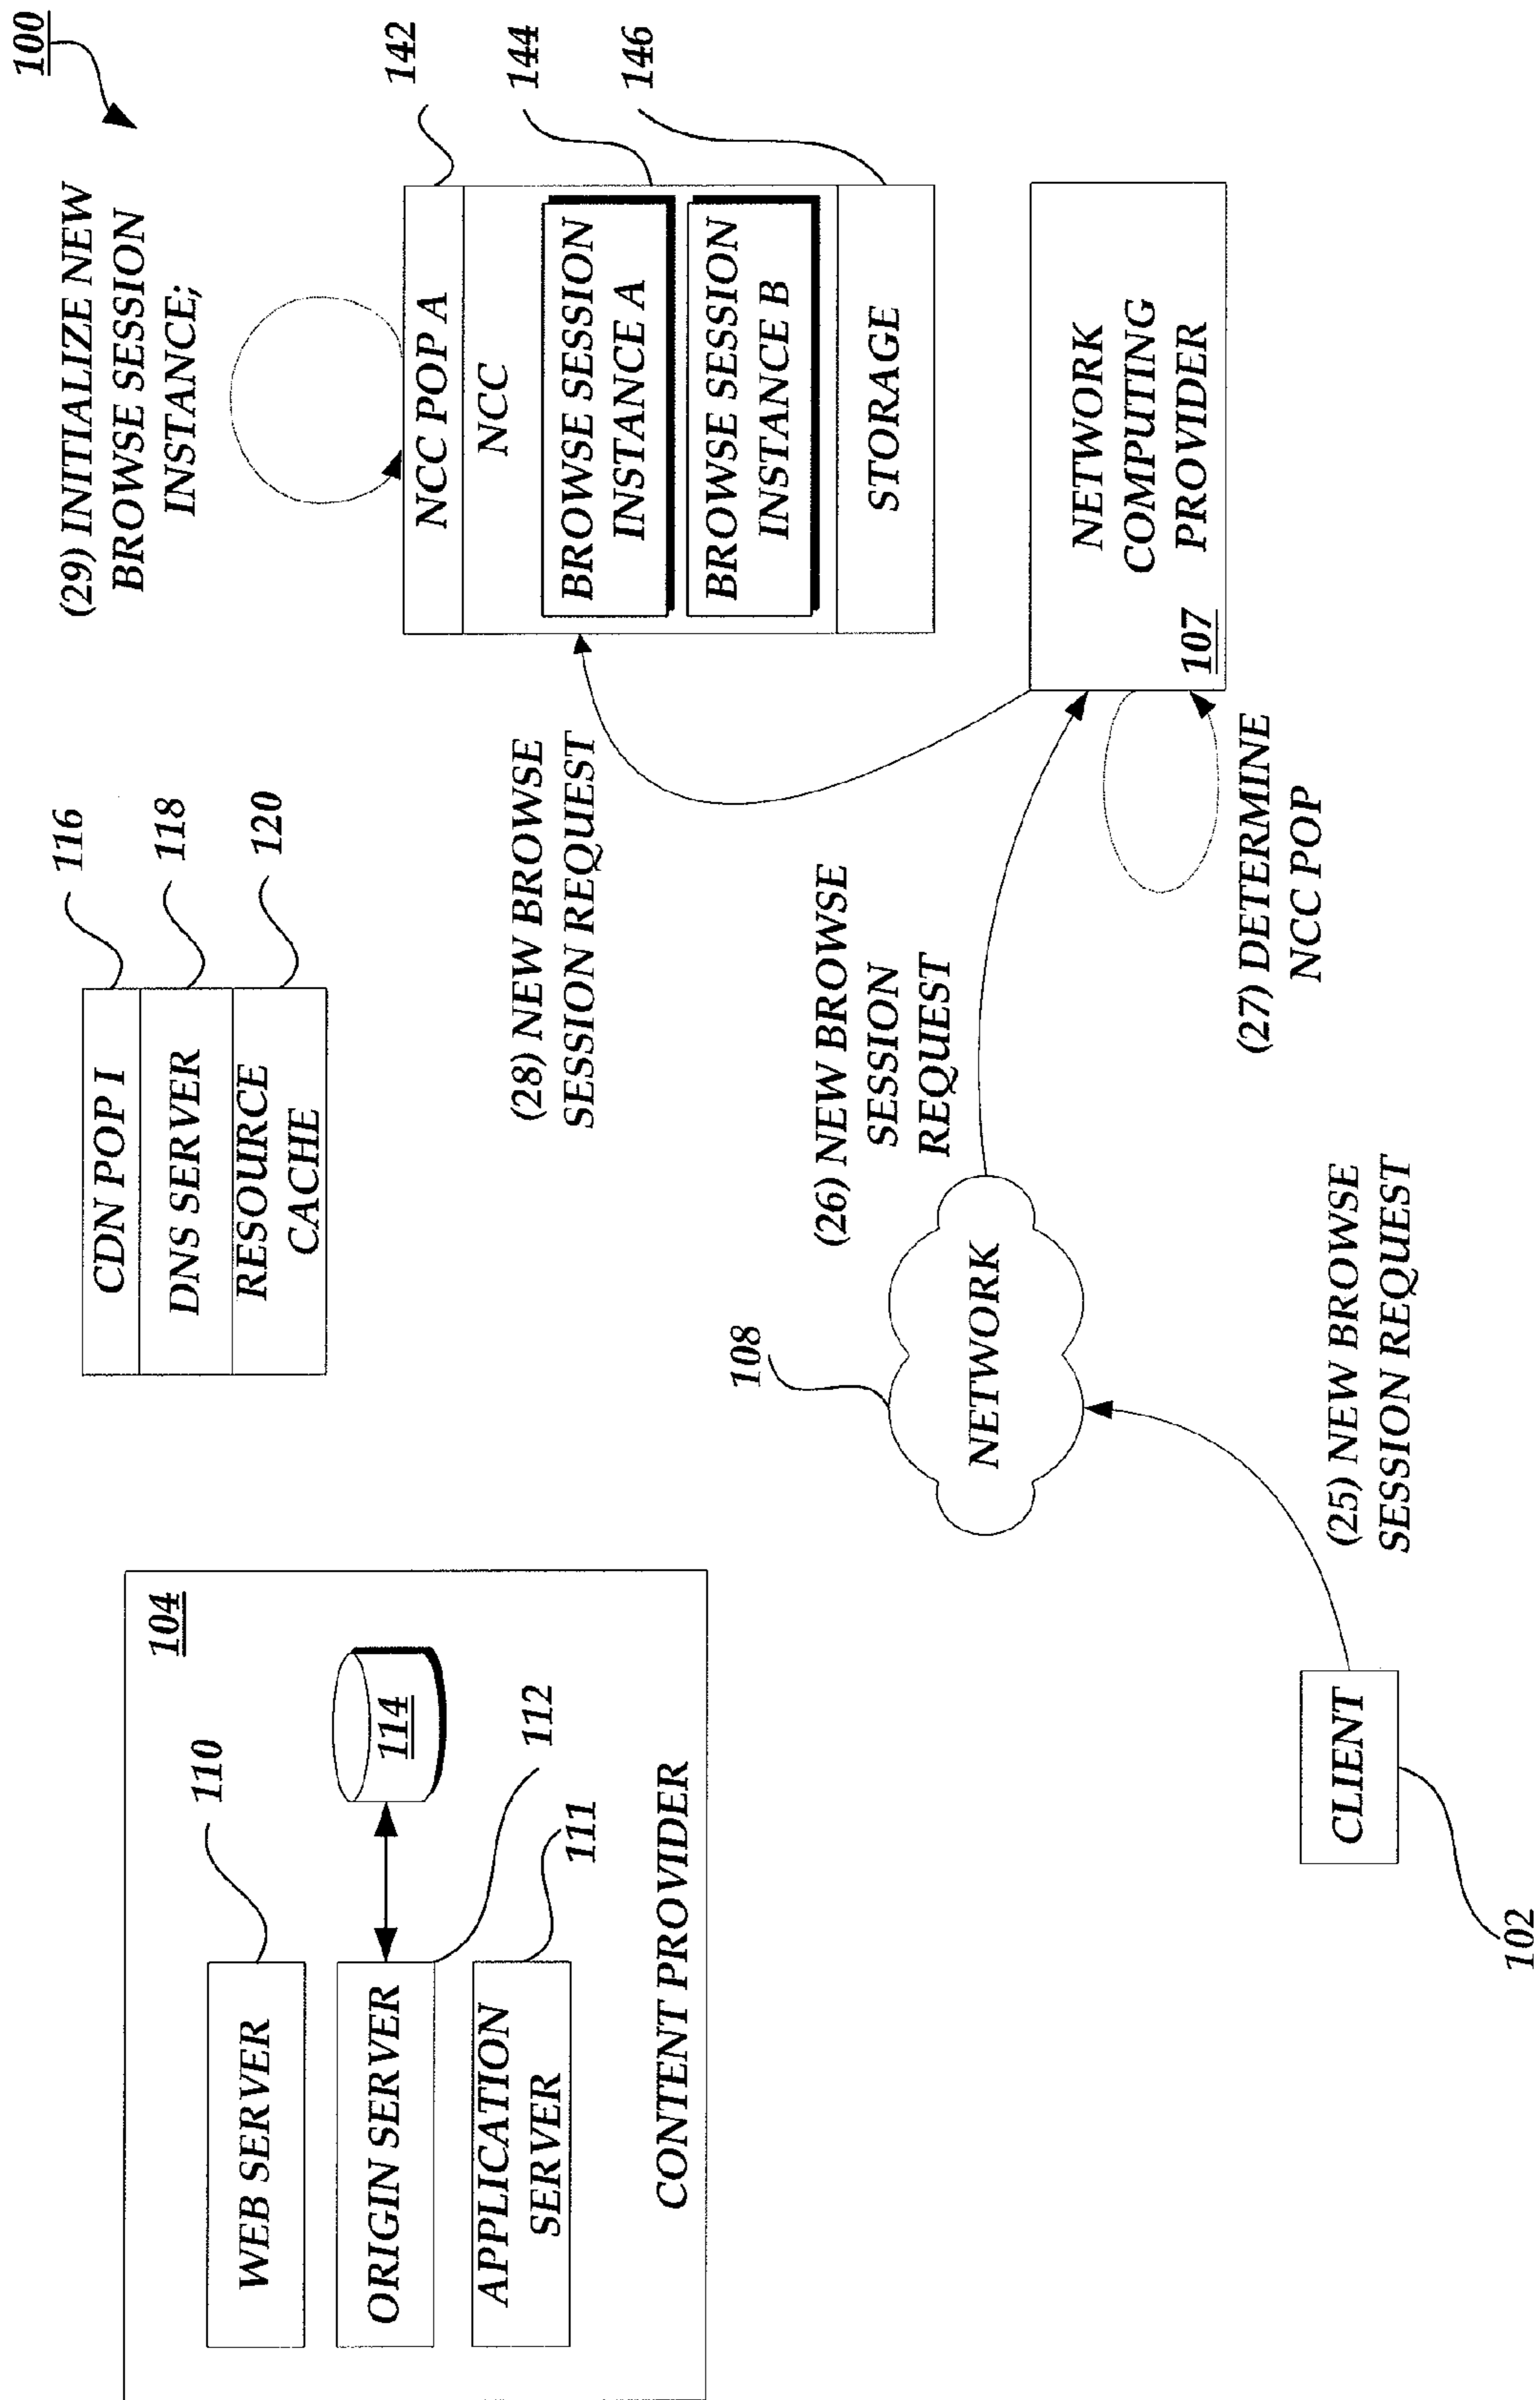 100
104
WEB SERVER
110
ORIGIN SERVER
114
112
APPLICATION
SERVER
111
CONTENT PROVIDER
CDN POP I
DNS SERVER
RESOURCE
CACHE
116
118
120
(29) INITIALIZE NEW
BROWSE SESSION
INSTANCE;
NCC POP A
NCC
BROWSE SESSION
INSTANCE A
BROWSE SESSION
INSTANCE B
STORAGE
142
144
146
(28) NEW BROWSE
SESSION REQUEST
NETWORK
COMPUTING
PROVIDER
107
108
NETWORK
(26) NEW BROWSE
SESSION
REQUEST
(27) DETERMINE
NCC POP
(25) NEW BROWSE
SESSION REQUEST
CLIENT
102